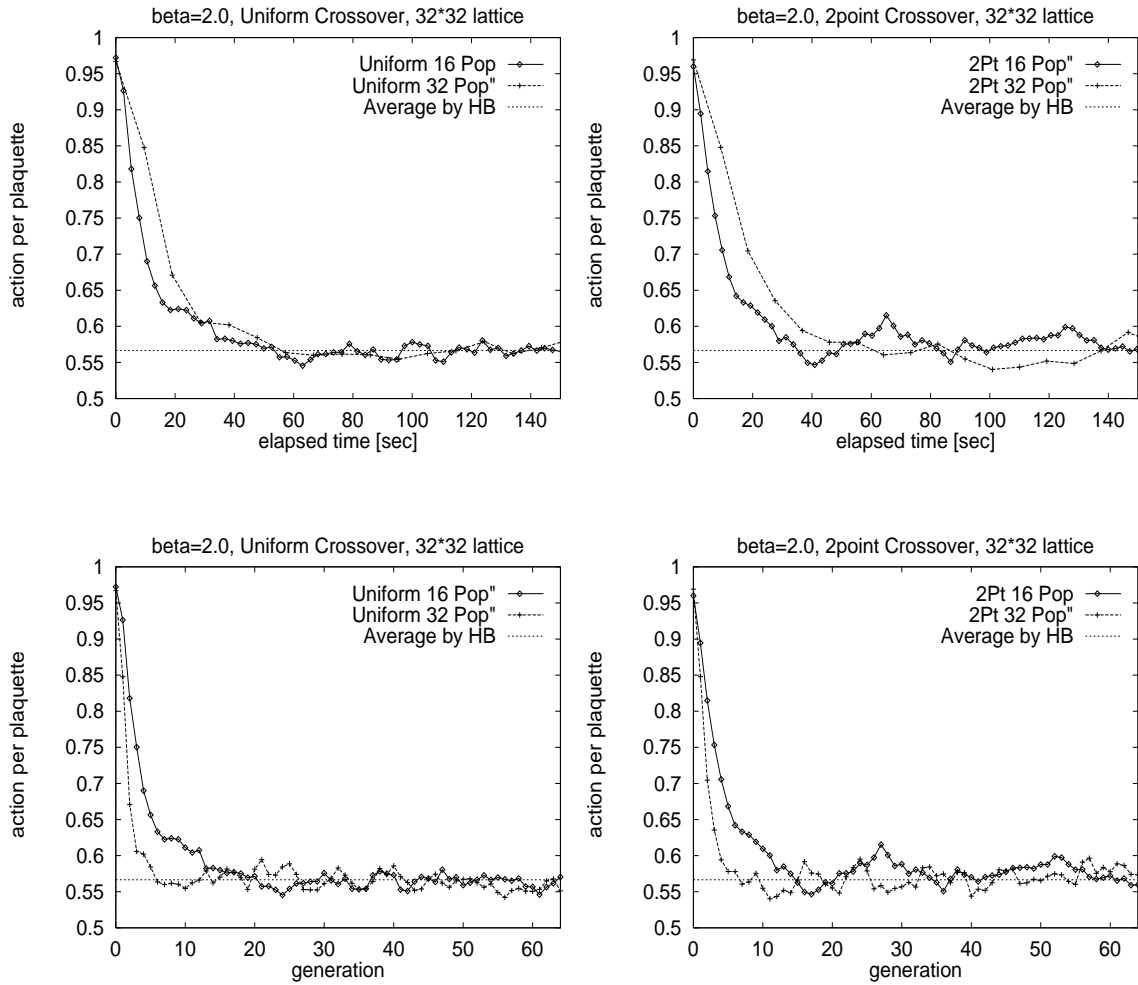 beta=2.0, Uniform Crossover, 32*32 lattice
1
0.95
0.9
0.85
0.8
0.75
0.7
0.65
0.6
0.55
0.5
action per plaquette
Uniform 16 Pop
Uniform 32 Pop"
Average by HB
0 20 40 60 80 100 120 140
elapsed time [sec]
beta=2.0, 2point Crossover, 32*32 lattice
1
0.95
0.9
0.85
0.8
0.75
0.7
0.65
0.6
0.55
0.5
action per plaquette
2Pt 16 Pop"
2Pt 32 Pop"
Average by HB
0 20 40 60 80 100 120 140
elapsed time [sec]
beta=2.0, Uniform Crossover, 32*32 lattice
1
0.95
0.9
0.85
0.8
0.75
0.7
0.65
0.6
0.55
0.5
action per plaquette
Uniform 16 Pop"
Uniform 32 Pop"
Average by HB
0 10 20 30 40 50 60
generation
beta=2.0, 2point Crossover, 32*32 lattice
1
0.95
0.9
0.85
0.8
0.75
0.7
0.65
0.6
0.55
0.5
action per plaquette
2Pt 16 Pop
2Pt 32 Pop"
Average by HB
0 10 20 30 40 50 60
generation